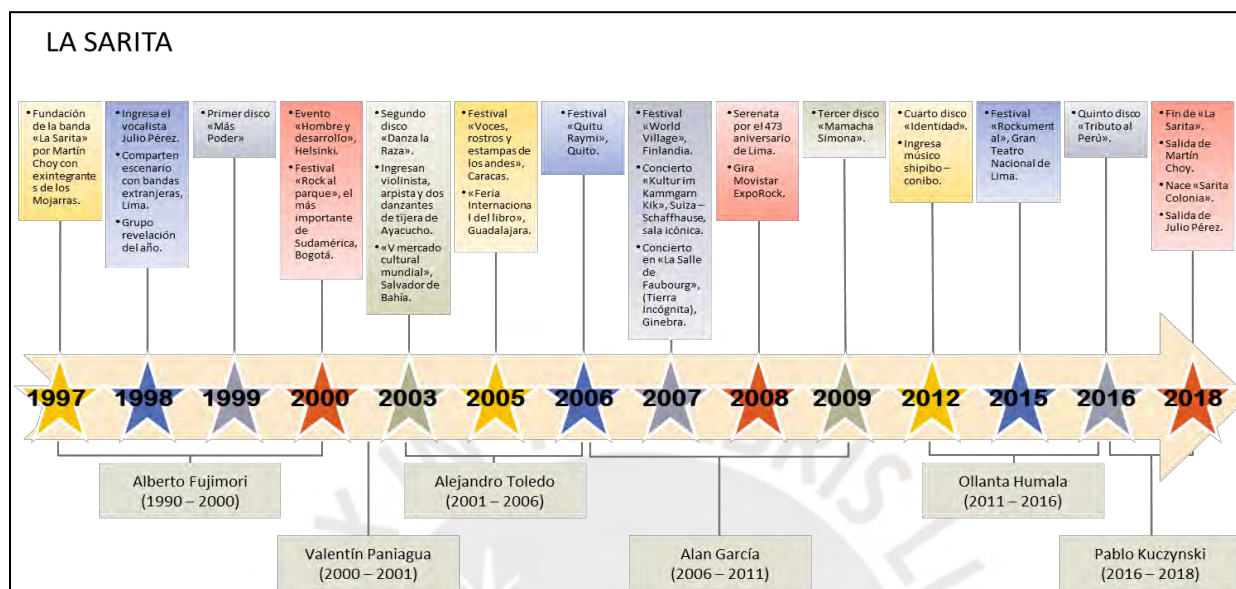 LA SARITA
• Fundación
de la banda
«La Sarita»
por Martín
Choy con
exintegrante
s de los
Mojarras.
• Ingresa el
vocalista
Julio Pérez.
• Comparten
escenario
con bandas
extranjeras,
Lima.
• Grupo
revelación
del año.
• Primer disco
«Más
Poder»
• Evento
«Hombre y
desarrollo»,
Helsinki.
• Festival
«Rock al
parque», el
más
importante
de
Sudamérica,
Bogotá.
• Segundo
disco
«Danza la
Raza».
• Ingresan
violinista,
arpista y dos
danzantes
de tijera de
Ayacucho.
• «V mercado
cultural
mundial»,
Salvador de
Bahía.
• Festival
«Voces,
rostros y
estampas de
los andes»,
Caracas.
• «Fería
Internaciona
l del libro»,
Guadalajara.
• Festival
«Quitu
Raymi»,
Quito.
• Festival
«World
Village»,
Finlandia.
• Concierto
«Kultur im
Kammgarn
Kik», Suiza –
Schaffhause,
sala icónica.
• Concierto
en «La Salle
de
Faubourg»,
(Tierra
Incógnita),
Ginebra.
• Serenata
por el 473
aniversario
de Lima.
• Gira
Movistar
ExpoRock.
• Tercer disco
«Mamacha
Simona».
• Cuarto disco
«Identidad».
• Ingresa
músico
shipibo –
conibo.
• Festival
«Rockument
al», Gran
Teatro
Nacional de
Lima.
• Quinto disco
«Tributo al
Perú».
• Fin de «La
Sarita».
• Salida de
Martín
Choy.
• Nace «Sarita
Colonia».
• Salida de
Julio Pérez.
1997 1998 1999 2000 2003 2005 2006 2007 2008 2009 2012 2015 2016 2018
Alberto Fujimori
(1990 – 2000)
Alejandro Toledo
(2001 – 2006)
Ollanta Humala
(2011 – 2016)
Valentín Paniagua
(2000 – 2001)
Alan García
(2006 – 2011)
Pablo Kuczynski
(2016 – 2018)